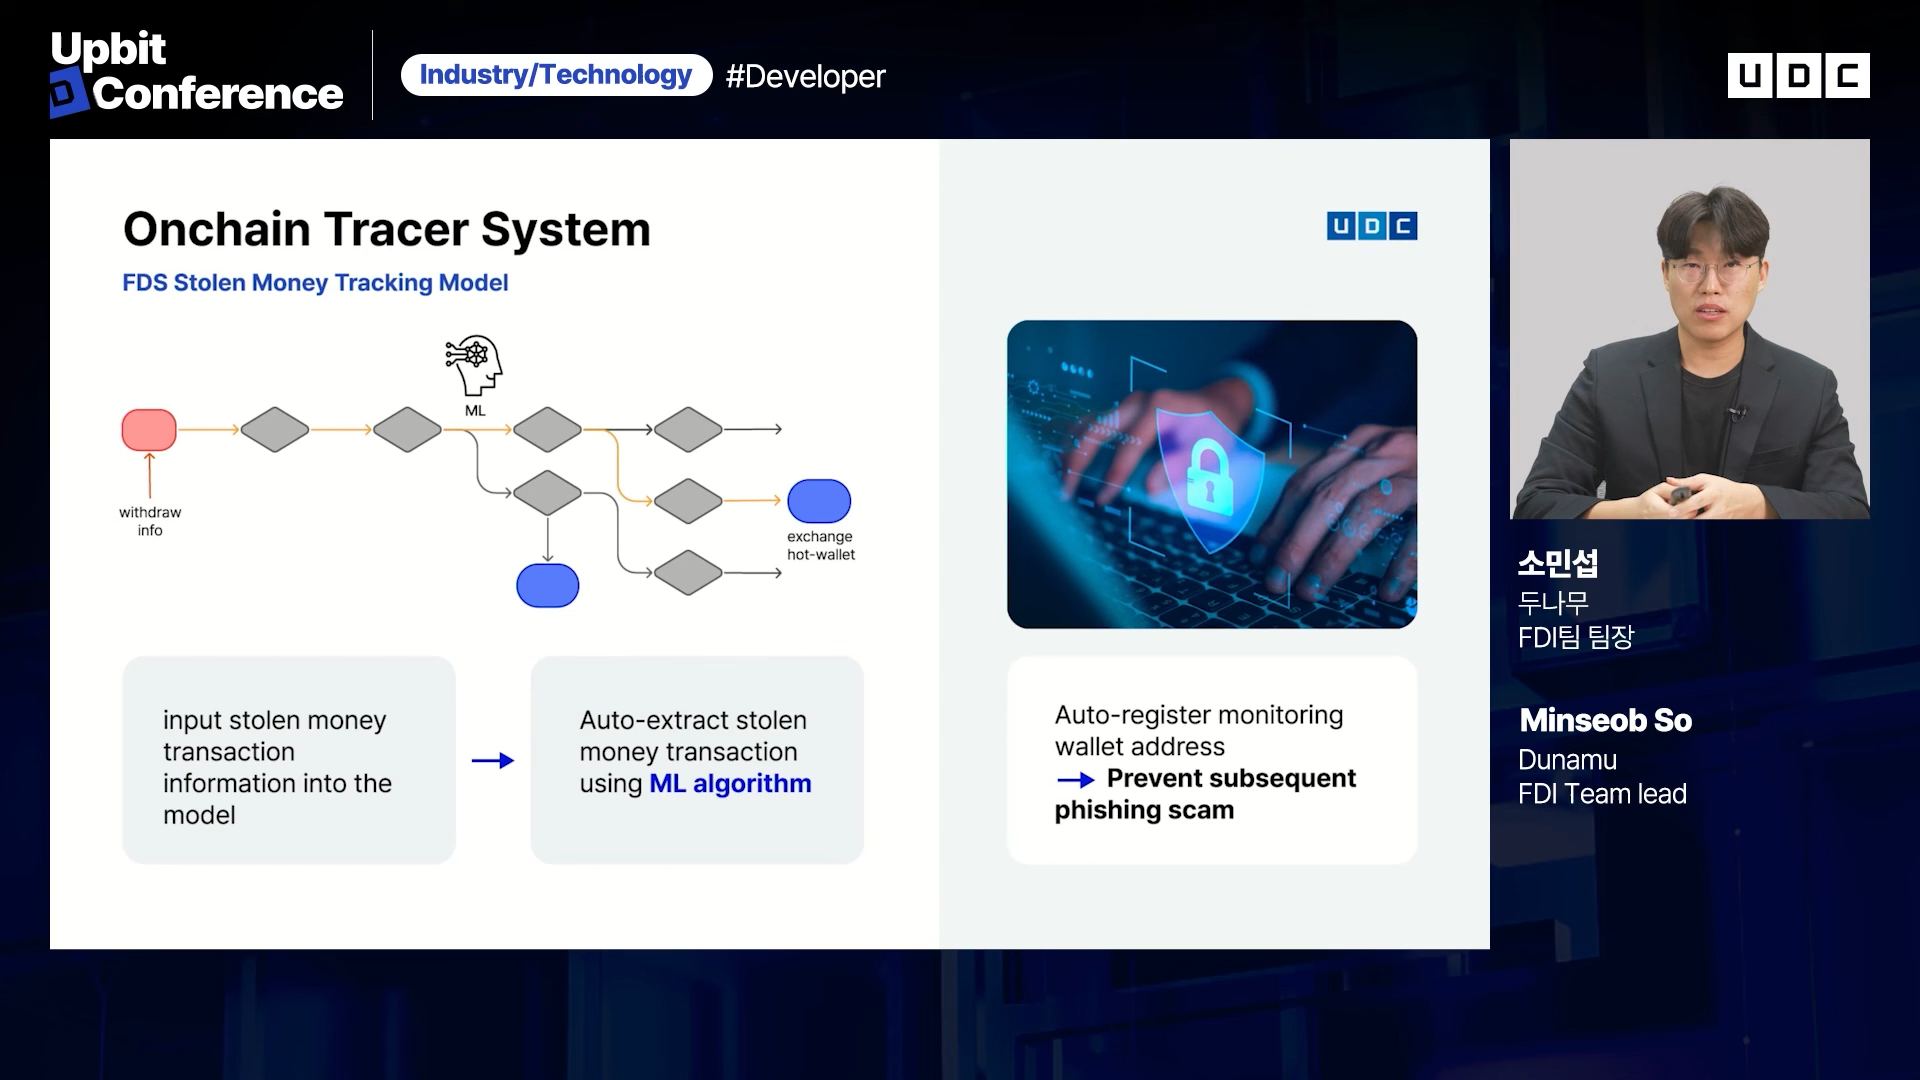 Upbit
D Conference
Industry/Technology #Developer
UDC
Onchain Tracer System
FDS Stolen Money Tracking Model
UDC
ML
withdraw
info
exchange
hot-wallet
input stolen money
transaction
information into the
model
→
Auto-extract stolen
money transaction
using ML algorithm
Auto-register monitoring
wallet address
→ Prevent subsequent
phishing scam
소민섭
두나무
FDI팀 팀장
Minseob So
Dunamu
FDI Team lead